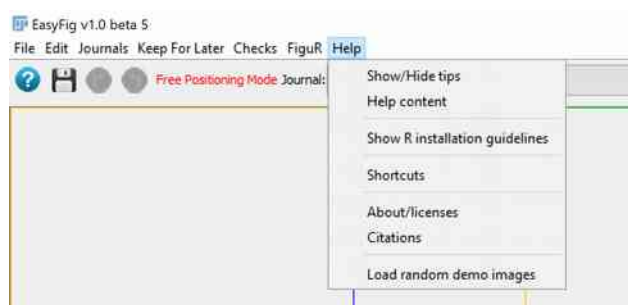 EasyFig v1.0 beta 5
File Edit Journals Keep For Later Checks FiguR Help
Free Positioning Mode Journal:
Show/Hide tips
Help content
Show R installation guidelines
Shortcuts
About/licenses
Citations
Load random demo images